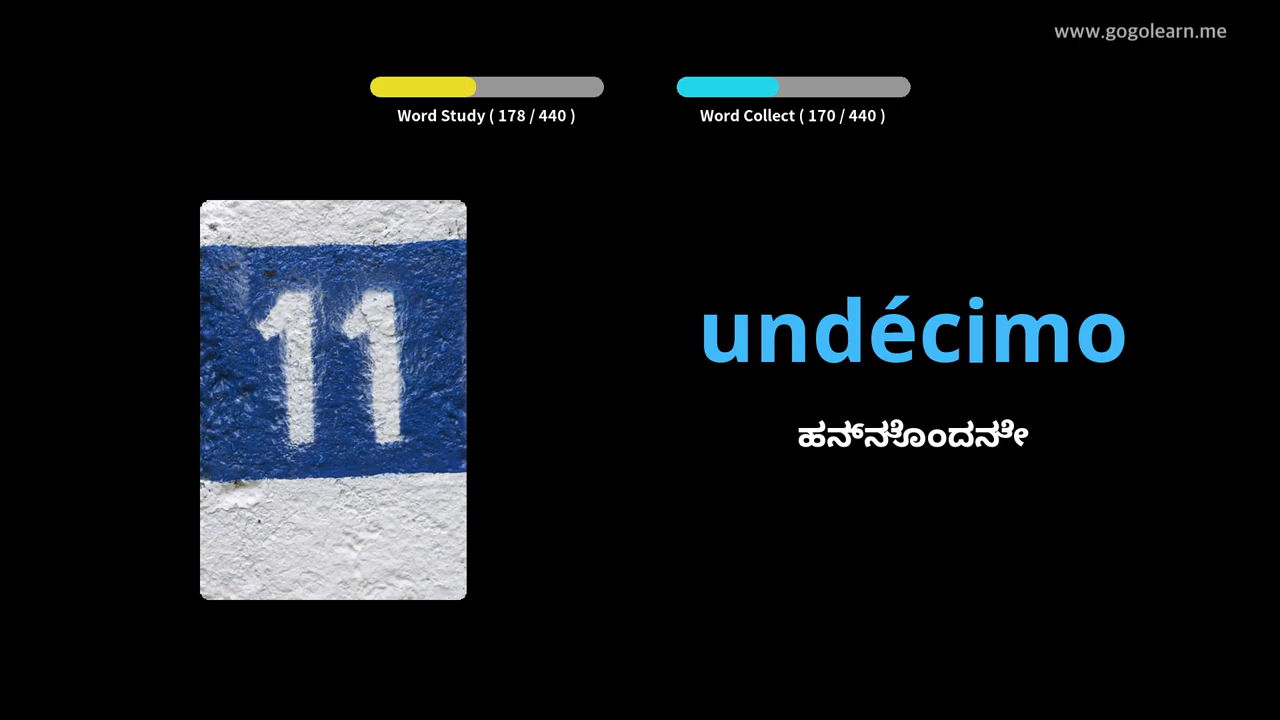 www.gogolearn.me
Word Study ( 178 / 440 )
Word Collect ( 170 / 440 )
11
undécimo
ಹನ್ನೊಂದನೇ